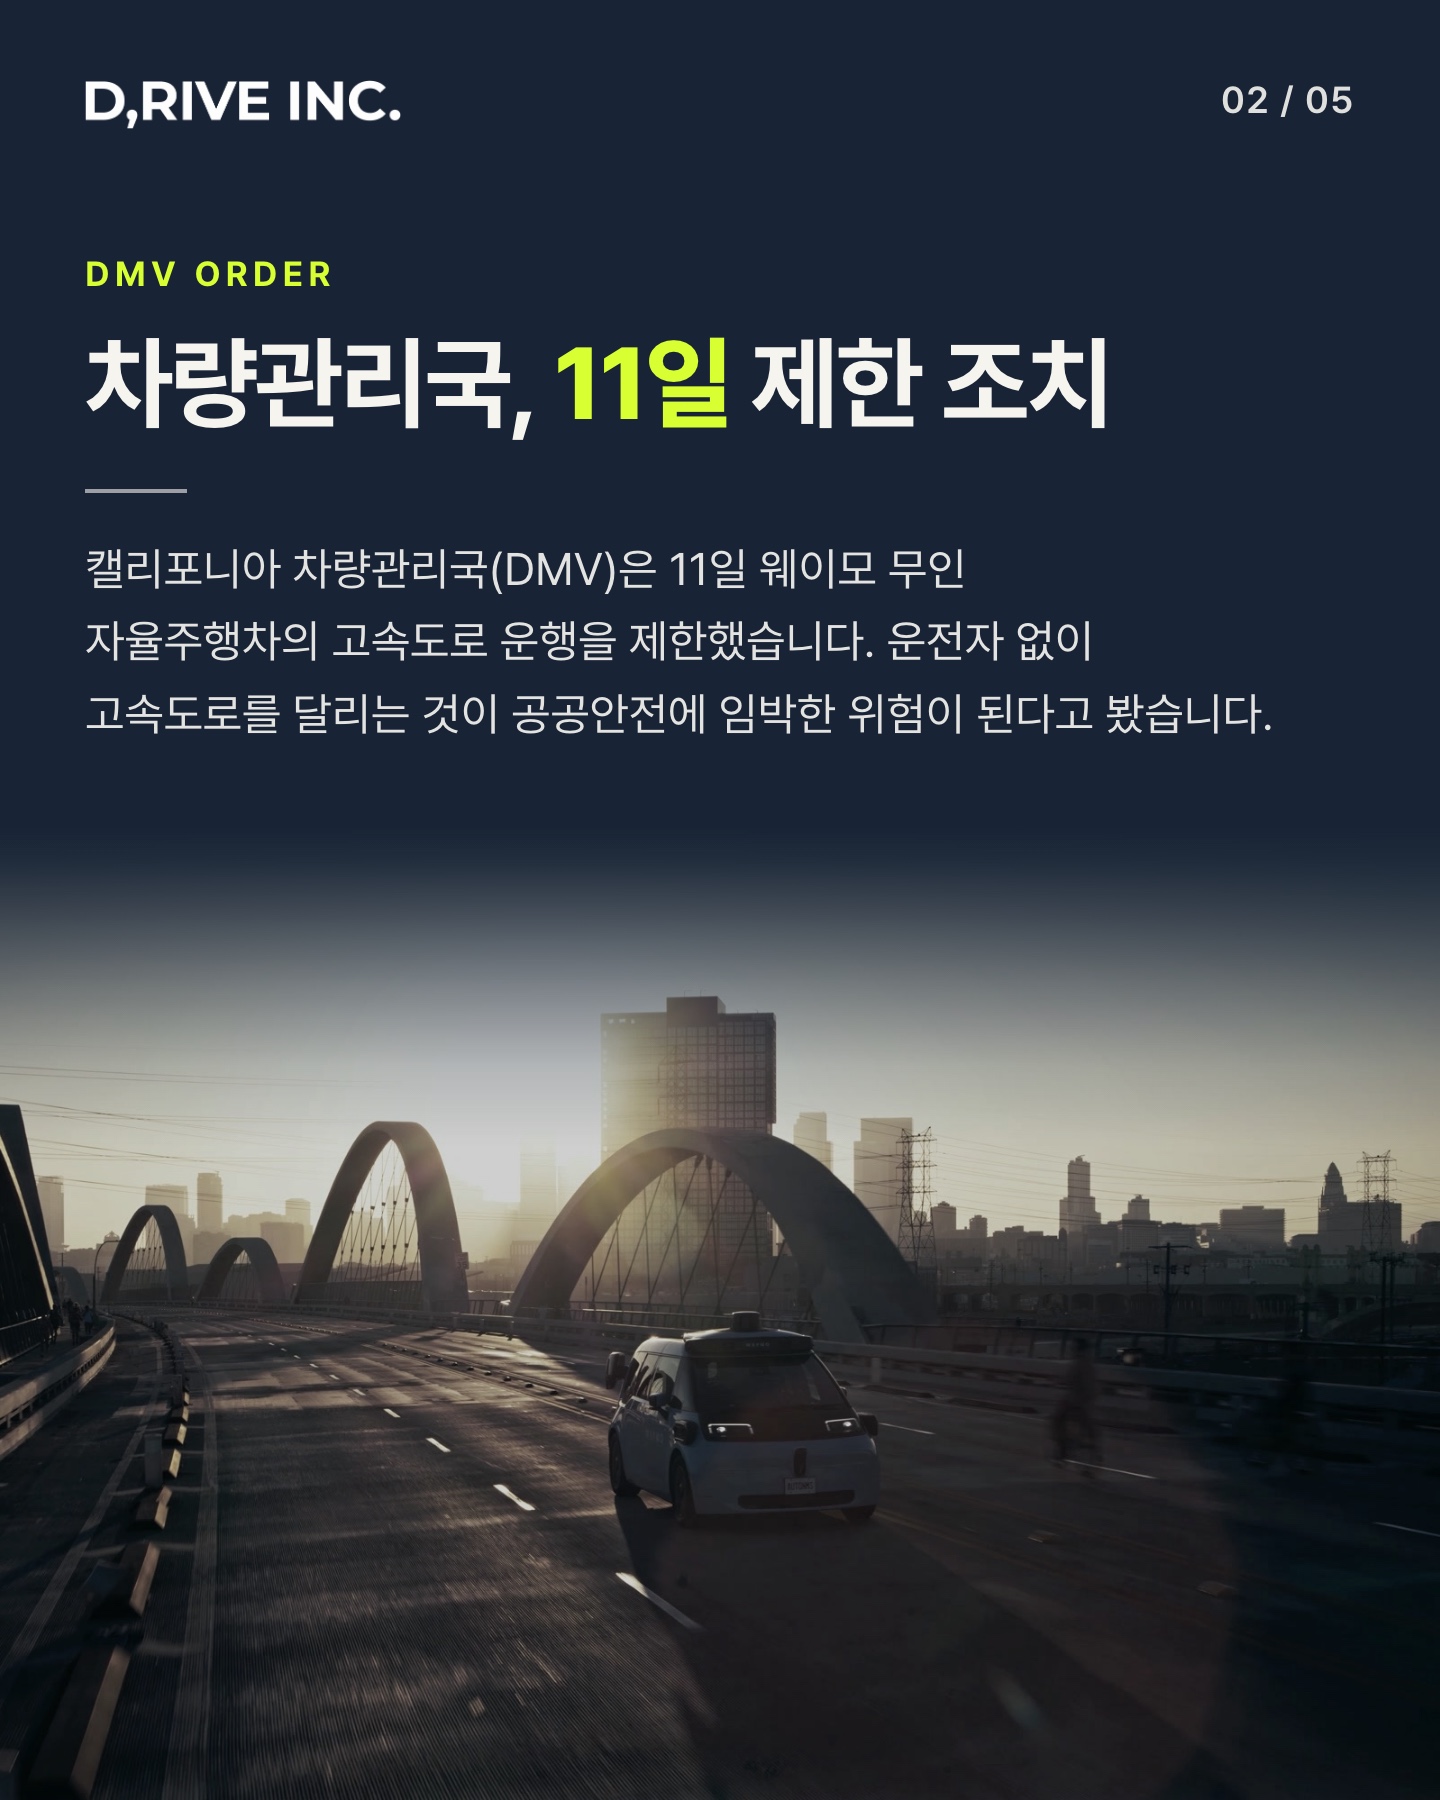 D,RIVE INC.
02 / 05
DMV ORDER
차량관리국, 11일 제한 조치
캘리포니아 차량관리국(DMV)은 11일 웨이모 무인
자율주행차의 고속도로 운행을 제한했습니다. 운전자 없이
고속도로를 달리는 것이 공공안전에 임박한 위험이 된다고 봤습니다.